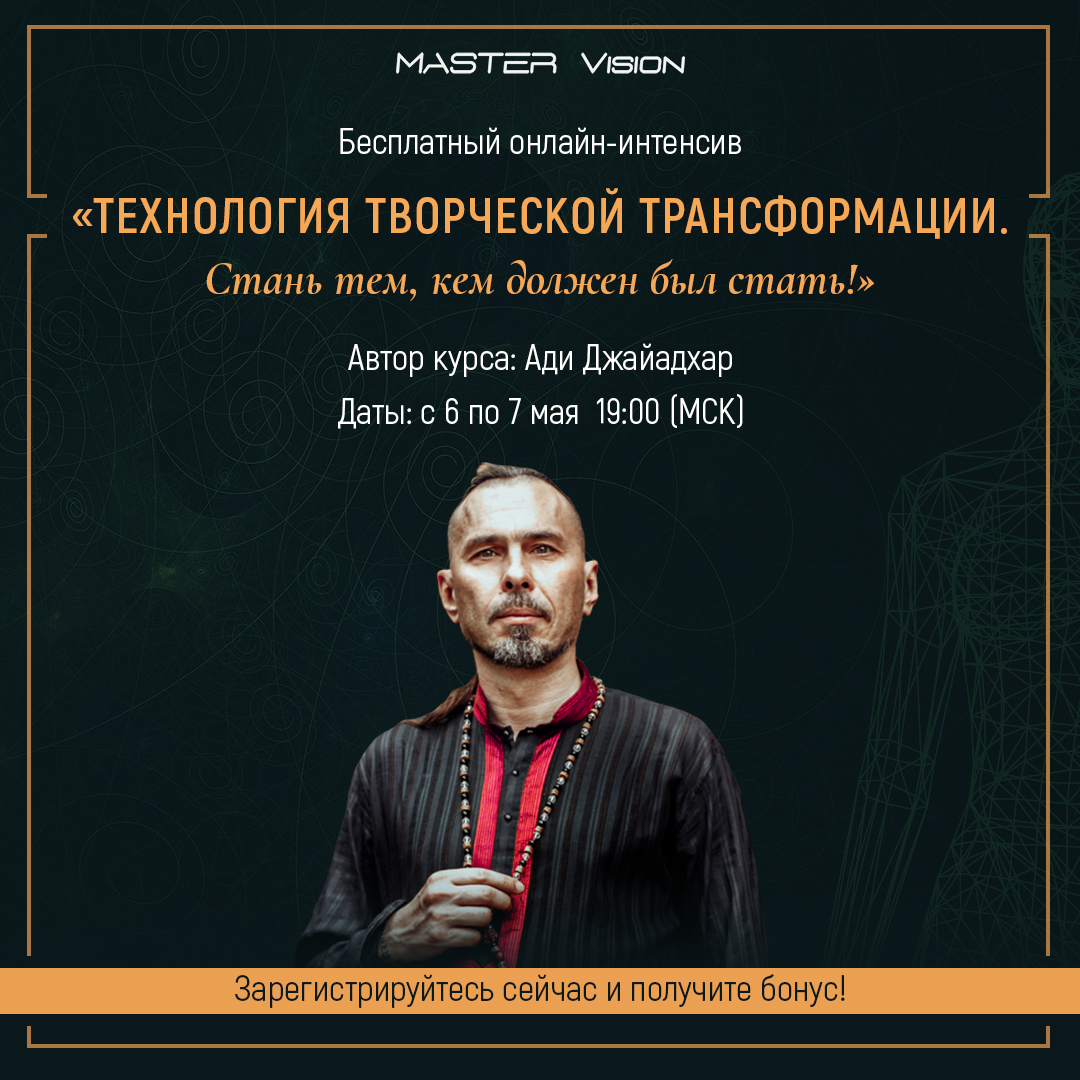 MASTER VISION
Бесплатный онлайн-интенсив
«ТЕХНОЛОГИЯ ТВОРЧЕСКОЙ ТРАНСФОРМАЦИИ.
Стань тем, кем должен был стать!»
Автор курса: Ади Джайадхар
Даты: с 6 по 7 мая 19:00 (МСК)
Зарегистрируйтесь сейчас и получите бонус!